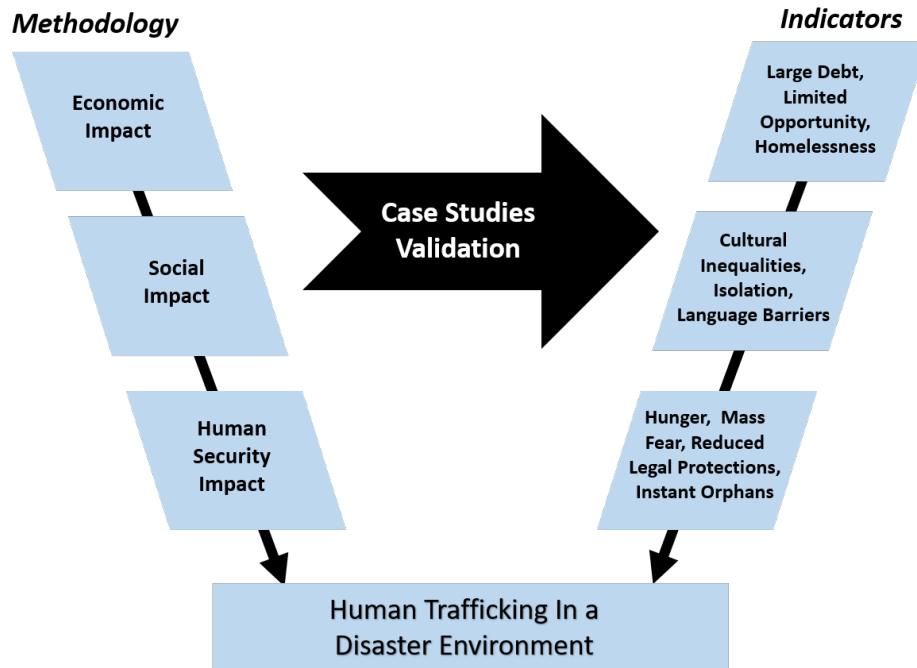 Methodology
Indicators
Economic
Impact
Social
Impact
Human
Security
Impact
Case Studies
Validation
Large Debt,
Limited
Opportunity,
Homelessness
Cultural
Inequalities,
Isolation,
Language Barriers
Hunger, Mass
Fear, Reduced
Legal Protections,
Instant Orphans
Human Trafficking In a
Disaster Environment